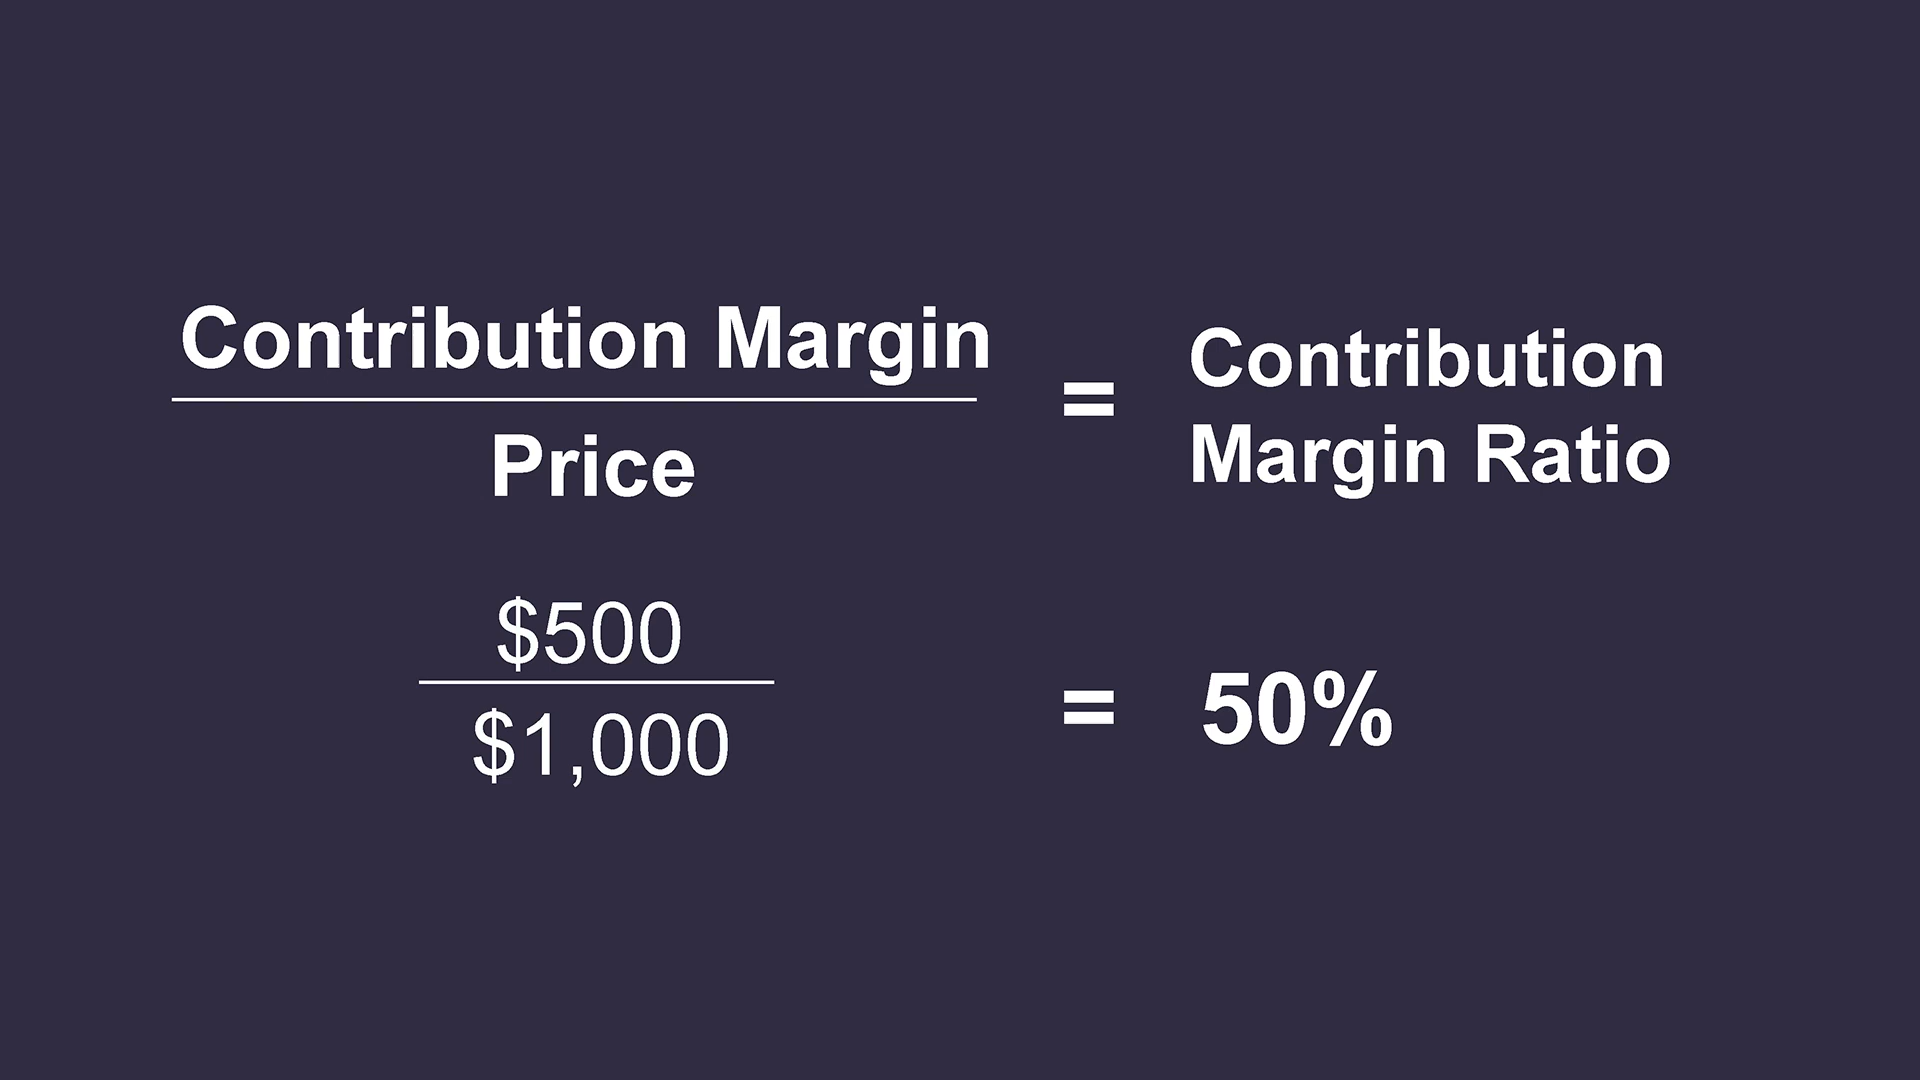 Contribution Margin
Price
=
Contribution
Margin Ratio
$500
$1,000
=
50%